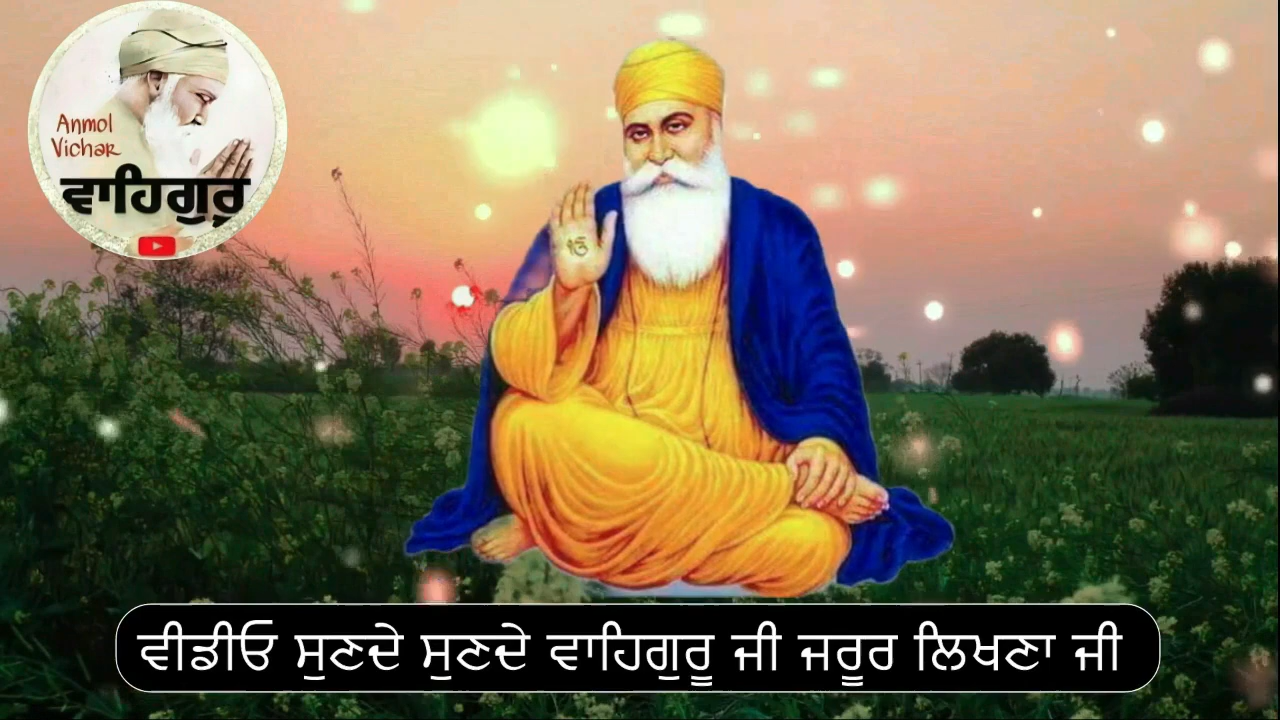 Anmol
Vichar
ਵਾਹਿਗੁਰੂ
ੴ
ਵੀਡੀਓ ਸੁਣਦੇ ਸੁਣਦੇ ਵਾਹਿਗੁਰੂ ਜੀ ਜਰੂਰ ਲਿਖਣਾ ਜੀ